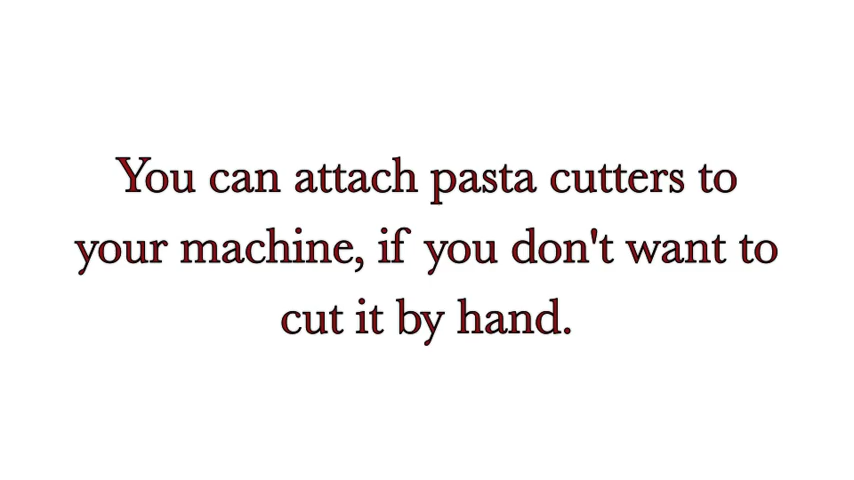 You can attach pasta cutters to
your machine, if you don't want to
cut it by hand.